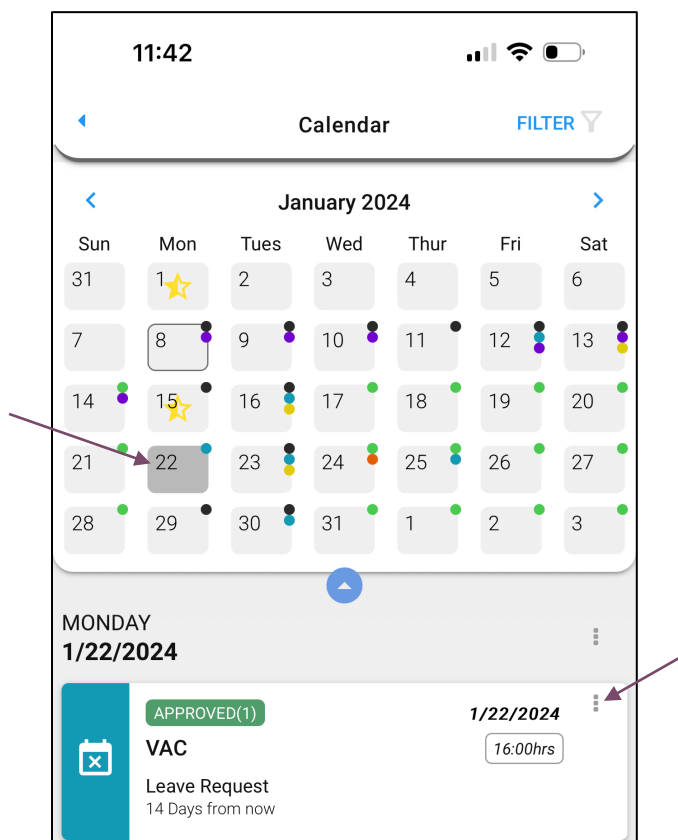 11:42
Calendar FILTER
January 2024
Sun Mon Tues Wed Thur Fri Sat
31 1 2 3 4 5 6
7 8 9 10 11 12 13
14 15 16 17 18 19 20
21 22 23 24 25 26 27
28 29 30 31 1 2 3
MONDAY
1/22/2024
APPROVED(1) 1/22/2024
VAC 16:00hrs
Leave Request
14 Days from now